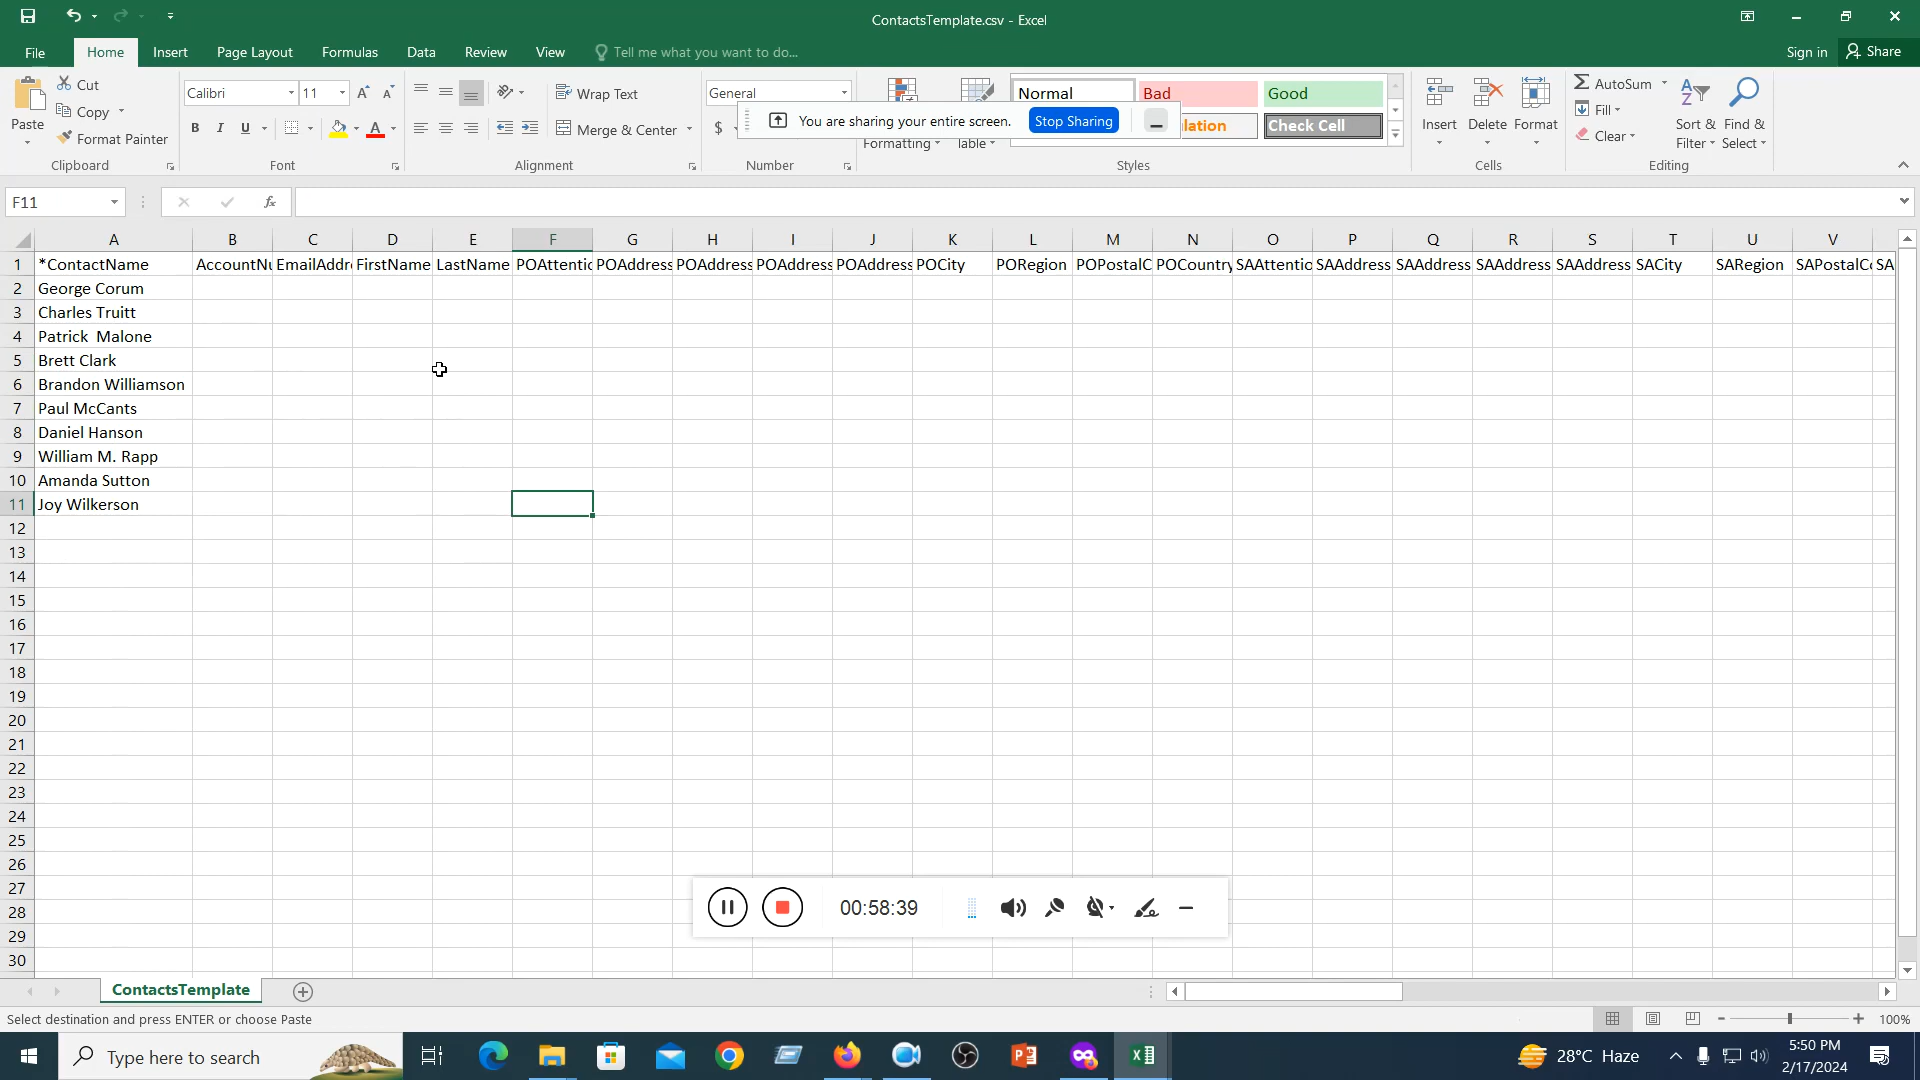 ContactsTemplate.csv - Excel
File Home Insert Page Layout Formulas Data Review View Tell me what you want to do... Sign in Share
Paste Cut Calibri 11 Wrap Text General Normal Bad Good Insert Delete Format AutoSum Sort & Filter Find & Select
Copy Merge & Center $ You are sharing your entire screen. Stop Sharing lation Check Cell Fill
Format Painter B I U A Formatting Table Clear
Clipboard Font Alignment Number Styles Cells Editing
F11 fx
A B C D E F G H I J K L M N O P Q R S T U V
1 *ContactName AccountNu EmailAddre FirstName LastName POAttentic POAddress POAddress POAddress POAddress POCity PORegion POPostalC POCountry SAAttentio SAAddress SAAddress SAAddress SAAddress SACity SARegion SAPostalCo SA
2 George Corum
3 Charles Truitt
4 Patrick  Malone
5 Brett Clark
6 Brandon Williamson
7 Paul McCants
8 Daniel Hanson
9 William M. Rapp
10 Amanda Sutton
11 Joy Wilkerson
12
13
14
15
16
17
18
19
20
21
22
23
24
25
26
27
28
29
30
00:58:39
ContactsTemplate
Select destination and press ENTER or choose Paste 100%
Type here to search 28°C Haze 5:50 PM
2/17/2024